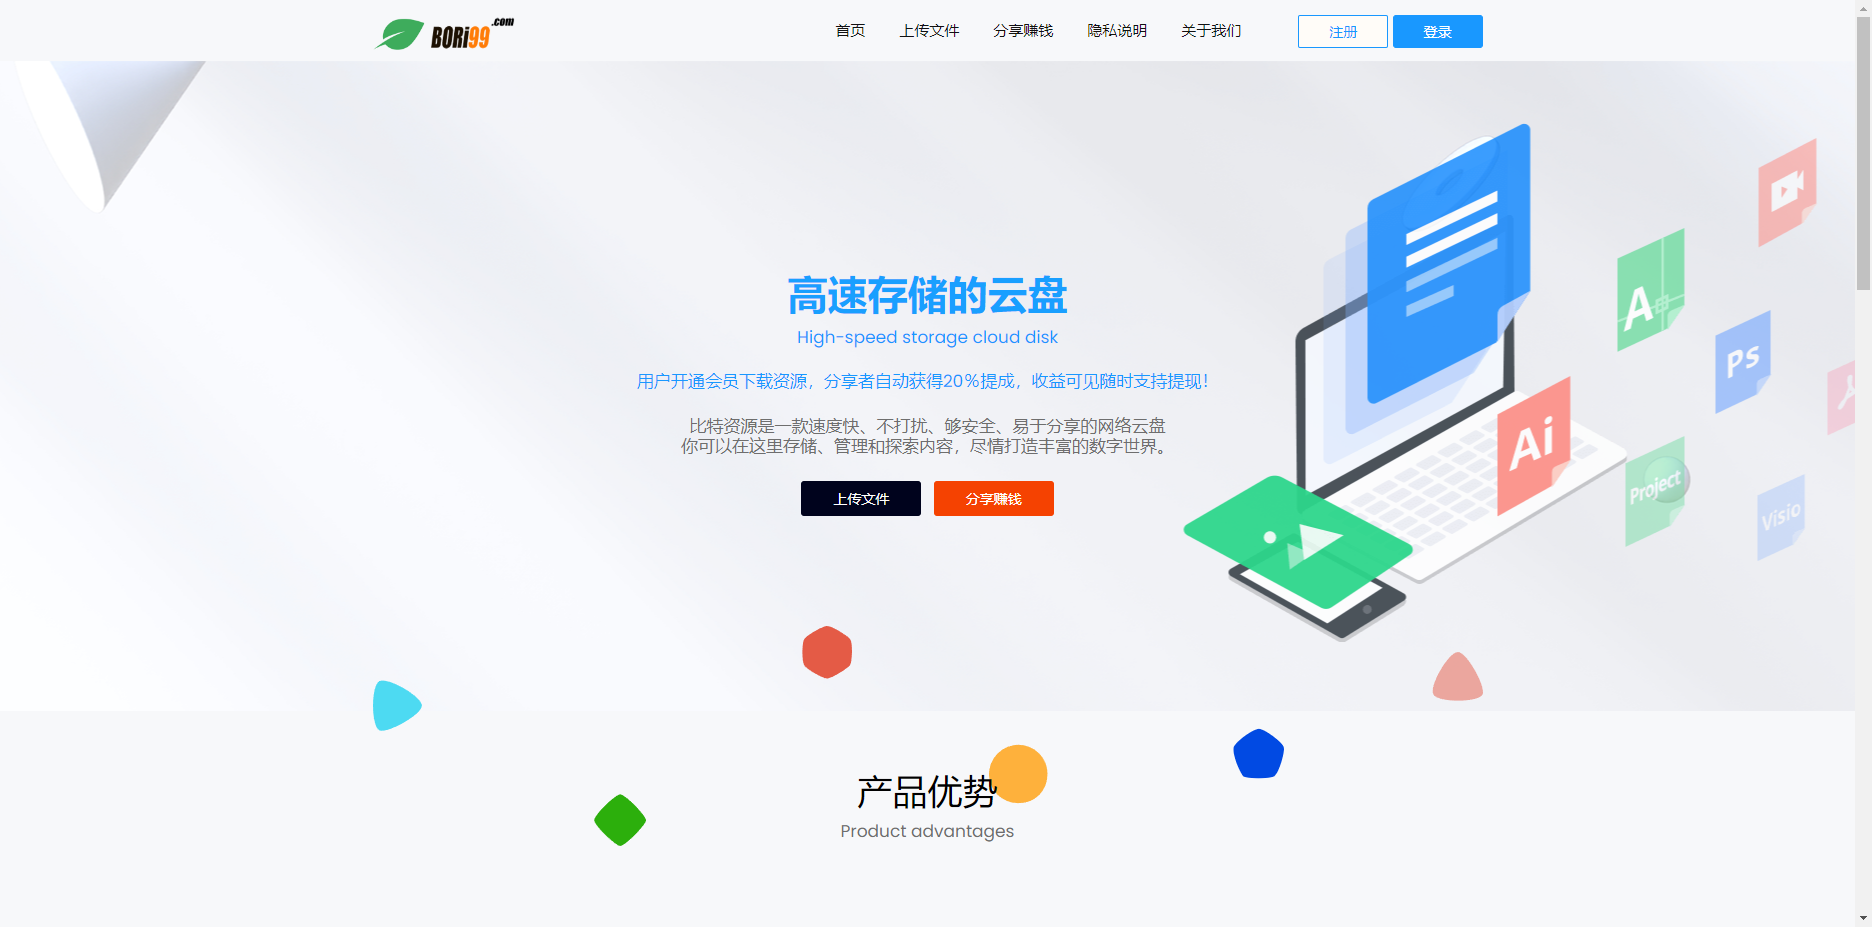 BORi99.com
首页 上传文件 分享赚钱 隐私说明 关于我们 注册 登录
高速存储的云盘
High-speed storage cloud disk
用户开通会员下载资源，分享者自动获得20%提成，收益可见随时支持提现！
比特资源是一款速度快、不打扰、够安全、易于分享的网络云盘
你可以在这里存储、管理和探索内容，尽情打造丰富的数字世界。
上传文件 分享赚钱
A
Ps
Ai
Project
Visio
产品优势
Product advantages